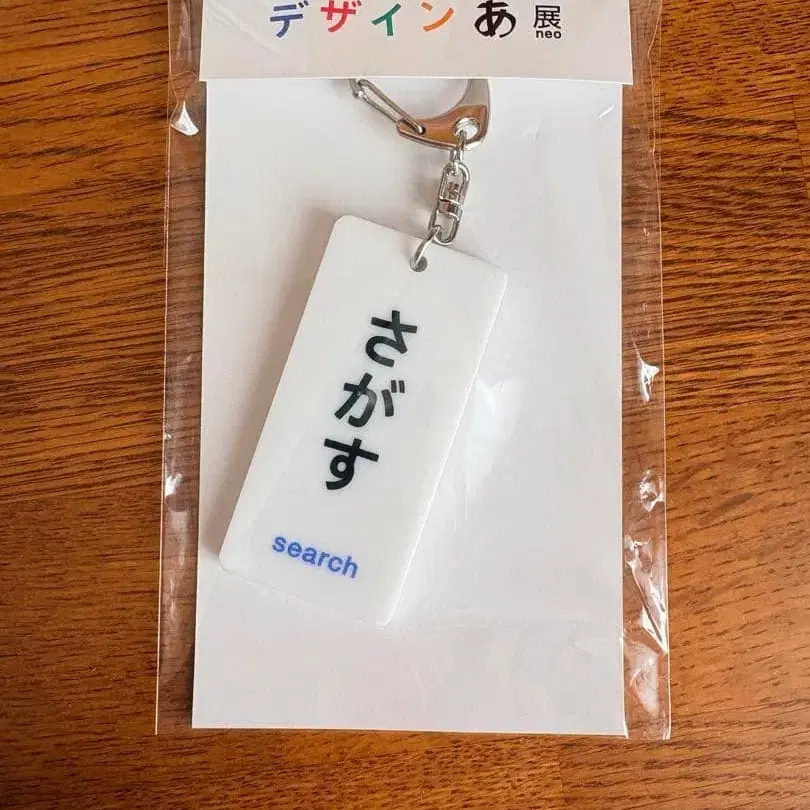 デザインあ展
neo
さがす
search